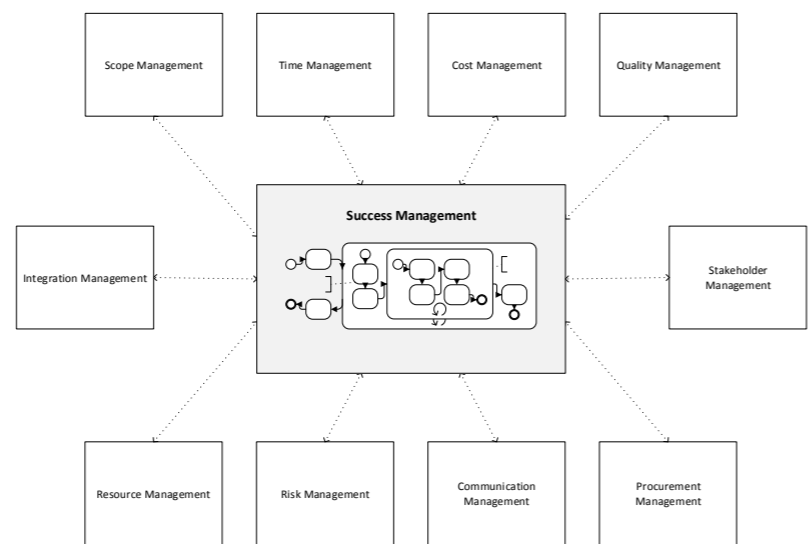 Scope Management
Time Management
Cost Management
Quality Management
Success Management
Integration Management
Stakeholder
Management
Resource Management
Risk Management
Communication
Management
Procurement
Management